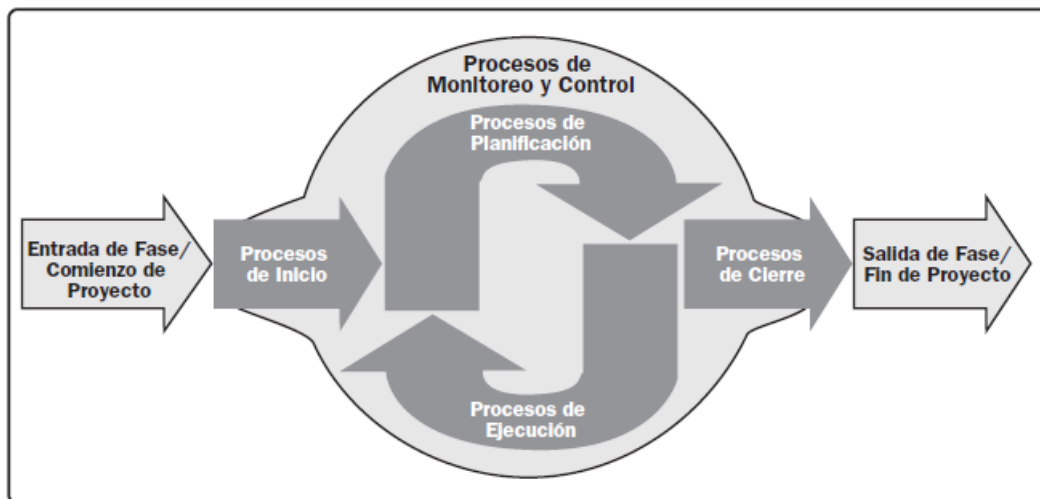 Procesos de
Monitoreo y Control
Procesos de
Planificación
Entrada de Fase/
Comienzo de
Proyecto
Procesos
de Inicio
Procesos
de Cierre
Salida de Fase/
Fin de Proyecto
Procesos de
Ejecución